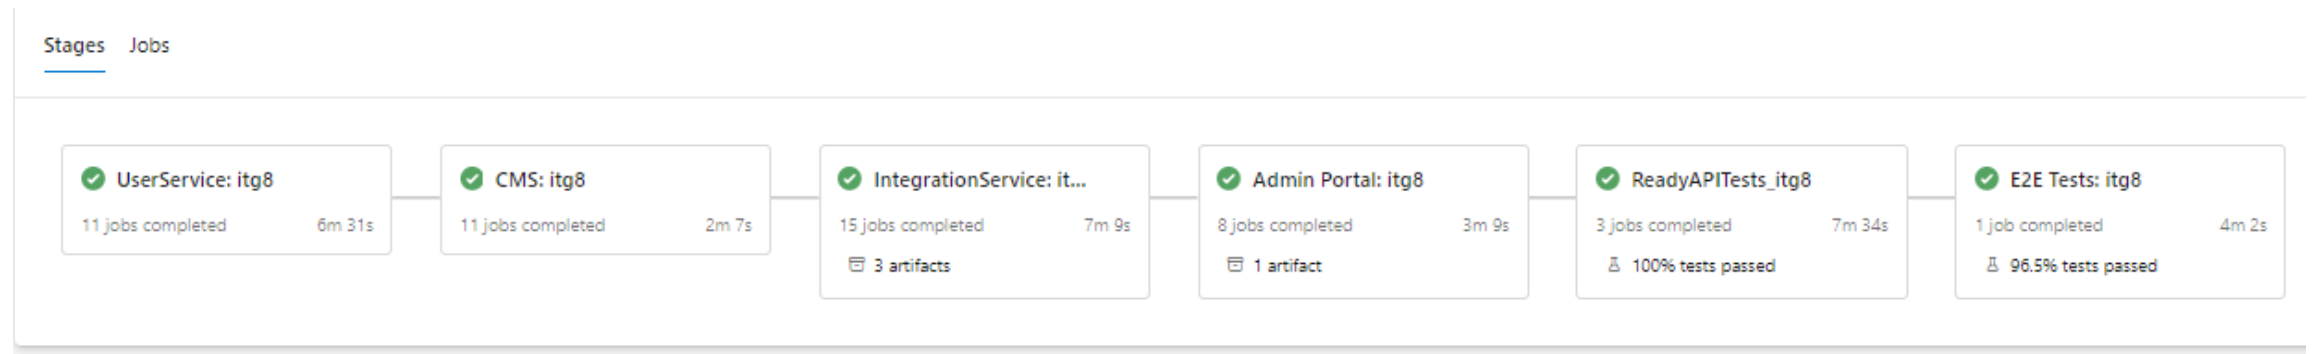 Stages Jobs
UserService: itg8
11 jobs completed 6m 31s
CMS: itg8
11 jobs completed 2m 7s
IntegrationService: it...
15 jobs completed 7m 9s
3 artifacts
Admin Portal: itg8
8 jobs completed 3m 9s
1 artifact
ReadyAPITests_itg8
3 jobs completed 7m 34s
100% tests passed
E2E Tests: itg8
1 job completed 4m 2s
96.5% tests passed